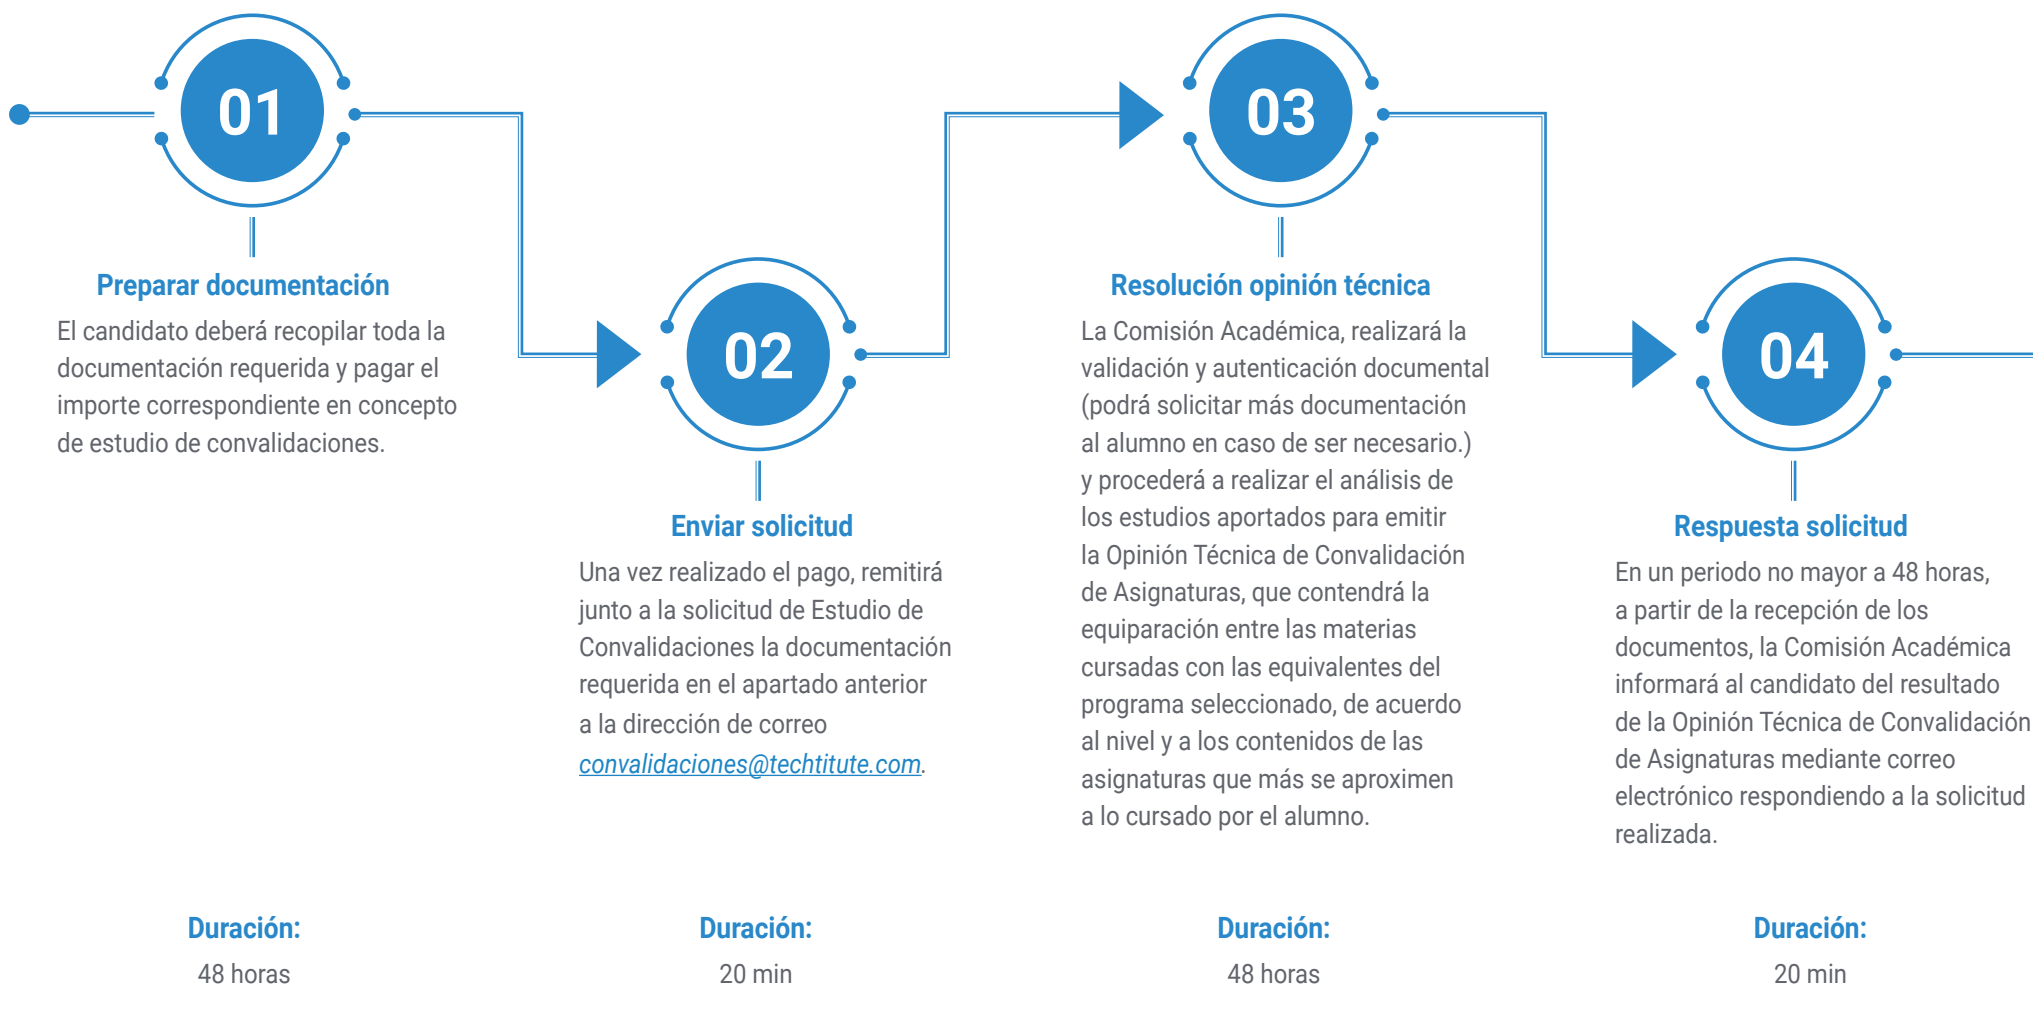 01
Preparar documentación
El candidato deberá recopilar toda la
documentación requerida y pagar el
importe correspondiente en concepto
de estudio de convalidaciones.
Duración:
48 horas
02
Enviar solicitud
Una vez realizado el pago, remitirá
junto a la solicitud de Estudio de
Convalidaciones la documentación
requerida en el apartado anterior
a la dirección de correo
convalidaciones@techtitute.com.
Duración:
20 min
03
Resolución opinión técnica
La Comisión Académica, realizará la
validación y autenticación documental
(podrá solicitar más documentación
al alumno en caso de ser necesario.)
y procederá a realizar el análisis de
los estudios aportados para emitir
la Opinión Técnica de Convalidación
de Asignaturas, que contendrá la
equiparación entre las materias
cursadas con las equivalentes del
programa seleccionado, de acuerdo
al nivel y a los contenidos de las
asignaturas que más se aproximen
a lo cursado por el alumno.
Duración:
48 horas
04
Respuesta solicitud
En un periodo no mayor a 48 horas,
a partir de la recepción de los
documentos, la Comisión Académica
informará al candidato del resultado
de la Opinión Técnica de Convalidación
de Asignaturas mediante correo
electrónico respondiendo a la solicitud
realizada.
Duración:
20 min